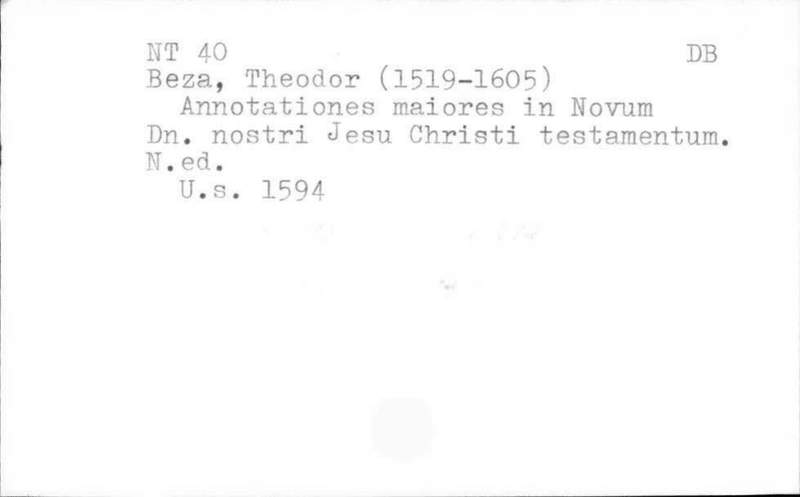 NT 40 DB
Beza, Theodor (1519-1605)
Annotationes maiores in Novum
Dn. nostri Jesu Christi testamentum.
N.ed.
U.s. 1594